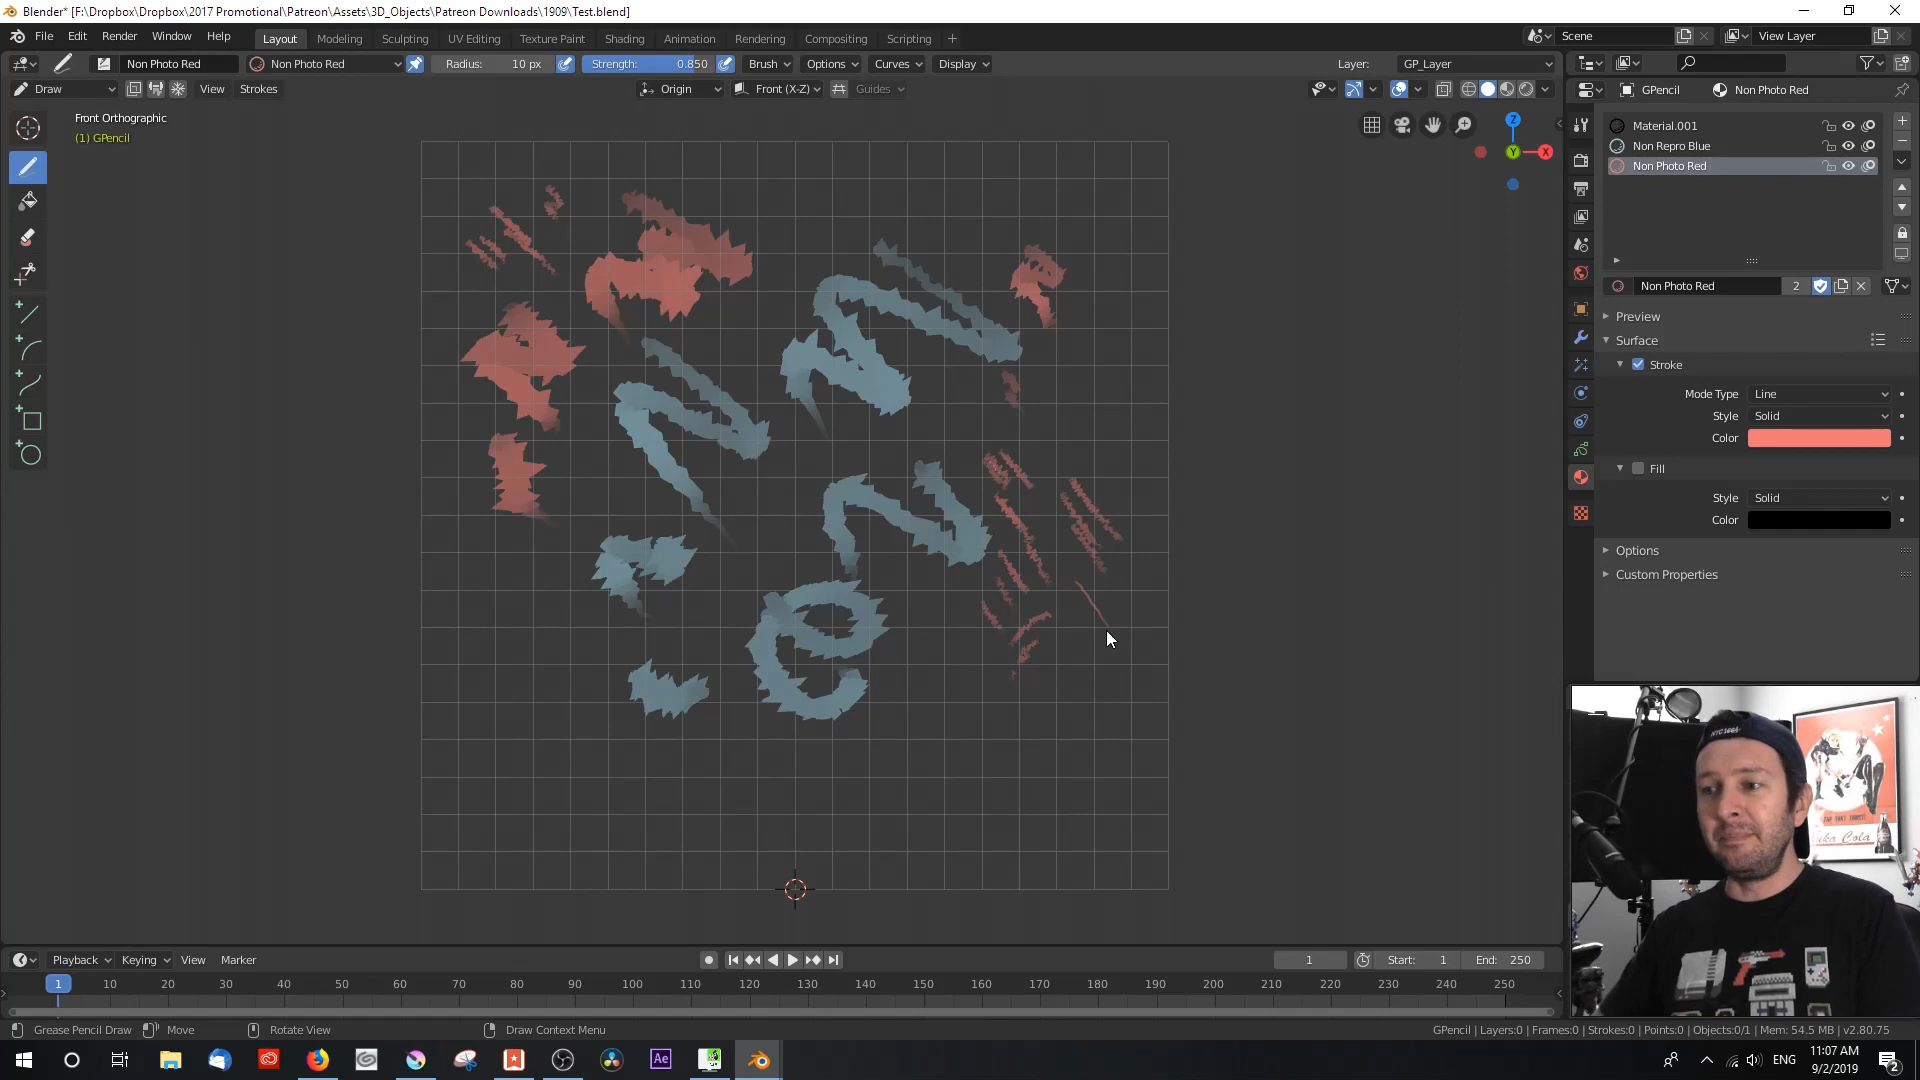 Blender* [F:\Dropbox\Dropbox\2017 Promotional\Patreon\Assets\3D_Objects\Patreon Downloads\1909\Test.blend]
File Edit Render Window Help
Layout Modeling Sculpting UV Editing Texture Paint Shading Animation Rendering Compositing Scripting
Scene
View Layer
Non Photo Red
Non Photo Red
Radius: 10 px
Strength: 0.850
Brush Options Curves Display
Layer: GP_Layer
Draw
View Strokes
Origin
Front (X-Z)
Guides
GPencil
Non Photo Red
Front Orthographic
(1) GPencil
Z
Y
X
Material.001
Non Repro Blue
Non Photo Red
Non Photo Red 2
Preview
Surface
Stroke
Mode Type Line
Style Solid
Color
Fill
Style Solid
Color
Options
Custom Properties
Playback Keying View Marker
1
Start: 1
End: 250
1 10 20 30 40 50 60 70 80 90 100 110 120 130 140 150 160 170 180 190 200 210 220 230 240 250
Grease Pencil Draw Move Rotate View Draw Context Menu
GPencil | Layers:0 | Frames:0 | Strokes:0 | Points:0 | Objects:0/1 | Mem: 54.5 MB | v2.80.75
Ae
ENG
11:07 AM
9/2/2019
2